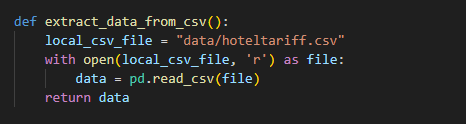 def extract_data_from_csv():
    local_csv_file = "data/hoteltariff.csv"
    with open(local_csv_file, 'r') as file:
        data = pd.read_csv(file)
    return data